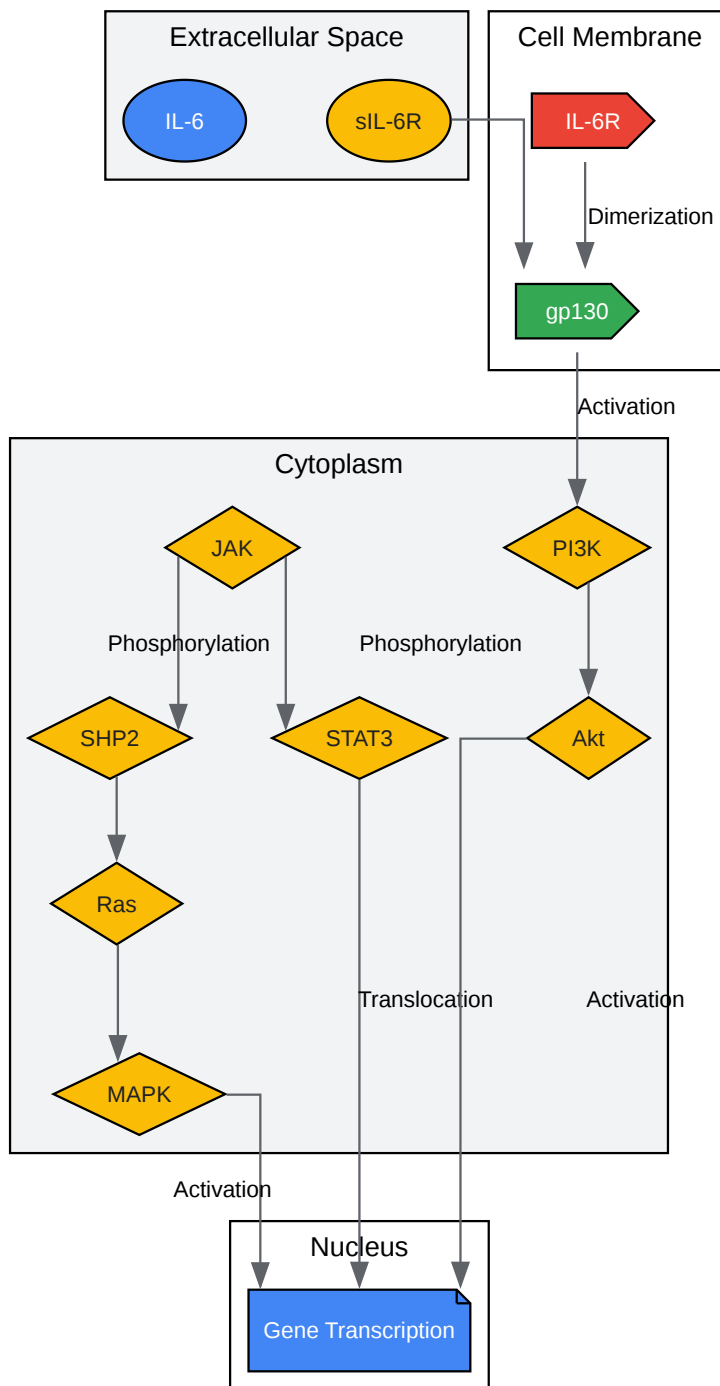 Extracellular Space
Cell Membrane
IL-6
sIL-6R
IL-6R
Dimerization
gp130
Activation
Cytoplasm
JAK
PI3K
Phosphorylation
Phosphorylation
SHP2
STAT3
Akt
Ras
Translocation
Activation
MAPK
Activation
Nucleus
Gene Transcription